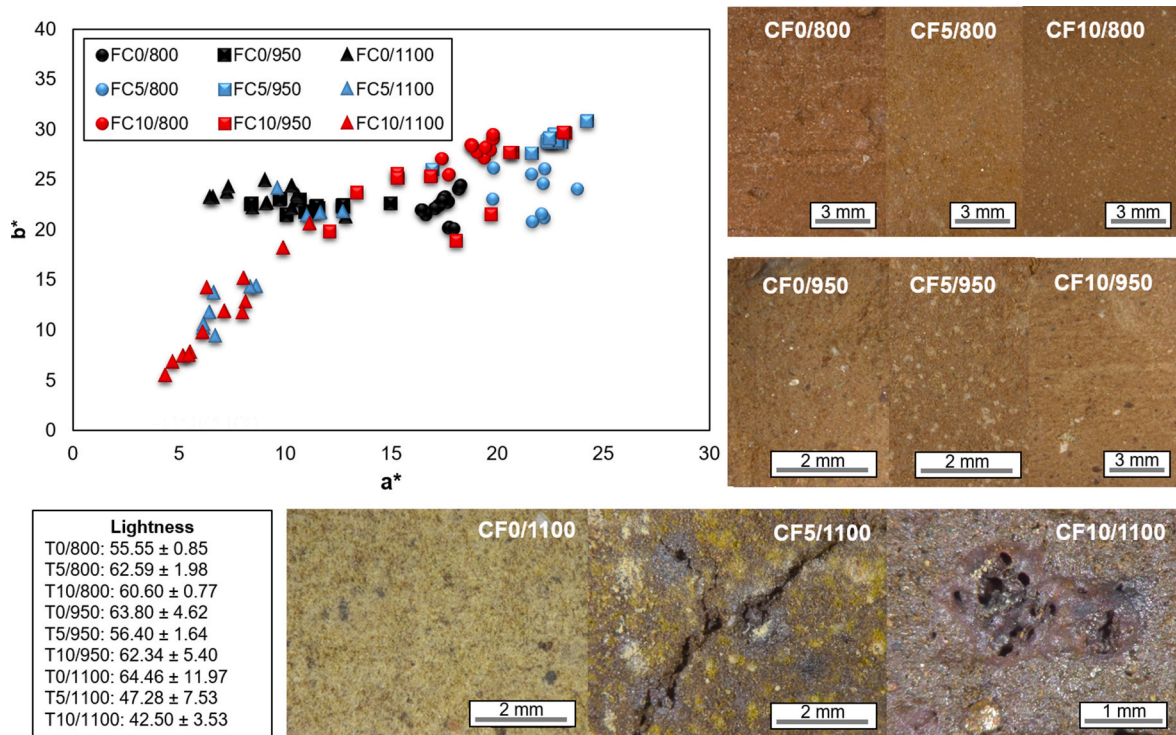 40
35
30
25
20
15
10
5
0
b*
FC0/800 FC0/950 FC0/1100
FC5/800 FC5/950 FC5/1100
FC10/800 FC10/950 FC10/1100
0 5 10 15 20 25 30
a*
CF0/800 CF5/800 CF10/800
3 mm 3 mm 3 mm
CF0/950 CF5/950 CF10/950
2 mm 2 mm 3 mm
Lightness
T0/800: 55.55 ± 0.85
T5/800: 62.59 ± 1.98
T10/800: 60.60 ± 0.77
T0/950: 63.80 ± 4.62
T5/950: 56.40 ± 1.64
T10/950: 62.34 ± 5.40
T0/1100: 64.46 ± 11.97
T5/1100: 47.28 ± 7.53
T10/1100: 42.50 ± 3.53
CF0/1100 CF5/1100 CF10/1100
2 mm 2 mm 1 mm